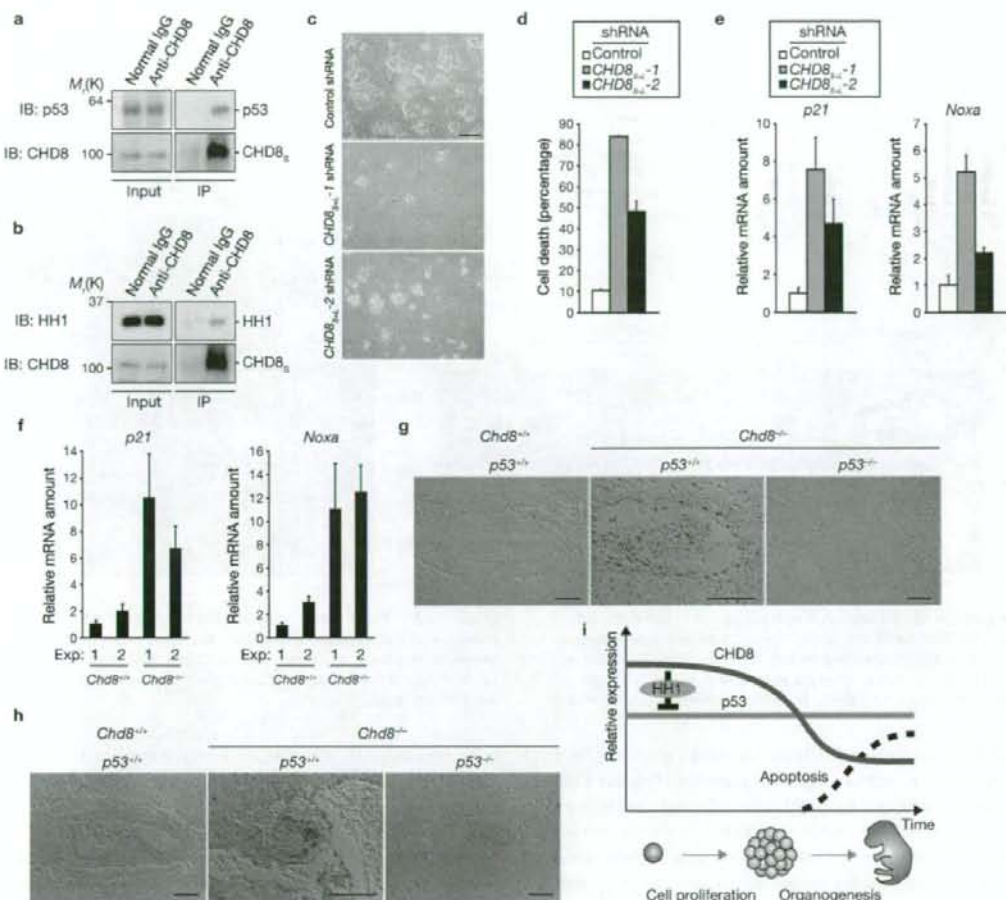 a
Normal IgG
Anti-CHD8
Normal IgG
Anti-CHD8
Mr(K)
64
IB: p53
p53
IB: CHD8
100
CHD8S
Input
IP
b
Normal IgG
Anti-CHD8
Normal IgG
Anti-CHD8
Mr(K)
37
IB: HH1
HH1
IB: CHD8
100
CHD8S
Input
IP
c
Control shRNA
CHD8S+L-1 shRNA
CHD8S+L-2 shRNA
d
shRNA
Control
CHD8S+L-1
CHD8S+L-2
Cell death (percentage)
90
80
70
60
50
40
30
20
10
0
e
shRNA
Control
CHD8S+L-1
CHD8S+L-2
p21
Relative mRNA amount
10
8
6
4
2
0
Noxa
Relative mRNA amount
7
6
5
4
3
2
1
0
f
p21
Relative mRNA amount
14
12
10
8
6
4
2
0
Exp: 1 2 1 2
Chd8+/+ Chd8−/−
Noxa
Relative mRNA amount
16
14
12
10
8
6
4
2
0
Exp: 1 2 1 2
Chd8+/+ Chd8−/−
g
Chd8+/+ Chd8−/−
p53+/+ p53+/+ p53−/−
h
Chd8+/+ Chd8−/−
p53+/+ p53+/+ p53−/−
i
Relative expression
CHD8
HH1
p53
Apoptosis
Time
Cell proliferation Organogenesis